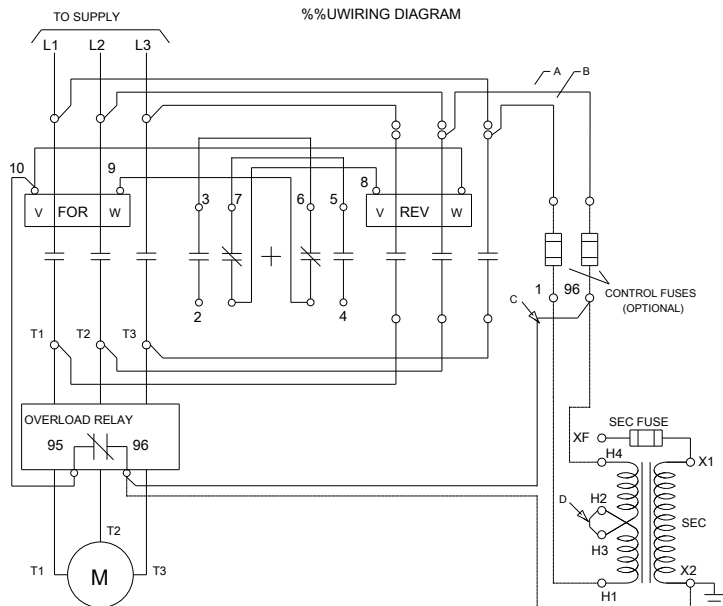 %%UWIRING DIAGRAM
TO SUPPLY
L1 L2 L3
A B
10 9 8
3 7 6 5
V FOR W
V REV W
2 4
1 96
C
CONTROL FUSES
(OPTIONAL)
T1 T2 T3
OVERLOAD RELAY
95 96
SEC FUSE
XF
H4 X1
D H2
H3
SEC
X2
H1
T2
T1 M T3